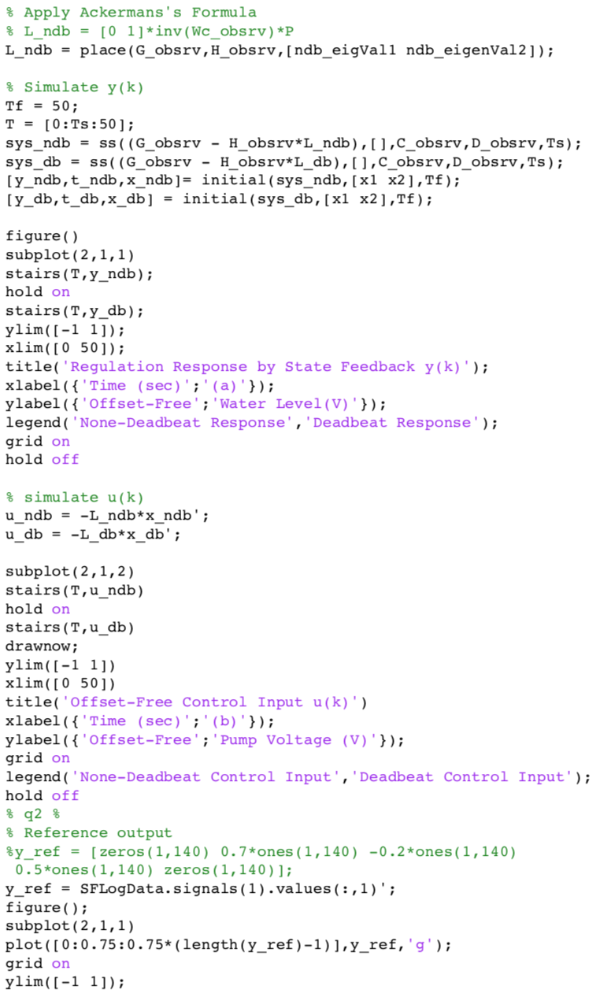 % Apply Ackermans's Formula
% L_ndb = [0 1]*inv(Wc_obsrv)*P
L_ndb = place(G_obsrv,H_obsrv,[ndb_eigVal1 ndb_eigenVal2]);
% Simulate y(k)
Tf = 50;
T = [0:Ts:50];
sys_ndb = ss((G_obsrv - H_obsrv*L_ndb),[],C_obsrv,D_obsrv,Ts);
sys_db = ss((G_obsrv - H_obsrv*L_db),[],C_obsrv,D_obsrv,Ts);
[y_ndb,t_ndb,x_ndb]= initial(sys_ndb,[x1 x2],Tf);
[y_db,t_db,x_db] = initial(sys_db,[x1 x2],Tf);
figure()
subplot(2,1,1)
stairs(T,y_ndb);
hold on
stairs(T,y_db);
ylim([-1 1]);
xlim([0 50]);
title('Regulation Response by State Feedback y(k)');
xlabel({'Time (sec)';'(a)'});
ylabel({'Offset-Free';'Water Level(V)'});
legend('None-Deadbeat Response','Deadbeat Response');
grid on
hold off
% simulate u(k)
u_ndb = -L_ndb*x_ndb';
u_db = -L_db*x_db';
subplot(2,1,2)
stairs(T,u_ndb)
hold on
stairs(T,u_db)
drawnow;
ylim([-1 1])
xlim([0 50])
title('Offset-Free Control Input u(k)')
xlabel({'Time (sec)';'(b)'});
ylabel({'Offset-Free';'Pump Voltage (V)'});
grid on
legend('None-Deadbeat Control Input','Deadbeat Control Input');
hold off
% q2 %
% Reference output
%y_ref = [zeros(1,140) 0.7*ones(1,140) -0.2*ones(1,140)
0.5*ones(1,140) zeros(1,140)];
y_ref = SFLogData.signals(1).values(:,1)';
figure();
subplot(2,1,1)
plot([0:0.75:0.75*(length(y_ref)-1)],y_ref,'g');
grid on
ylim([-1 1]);